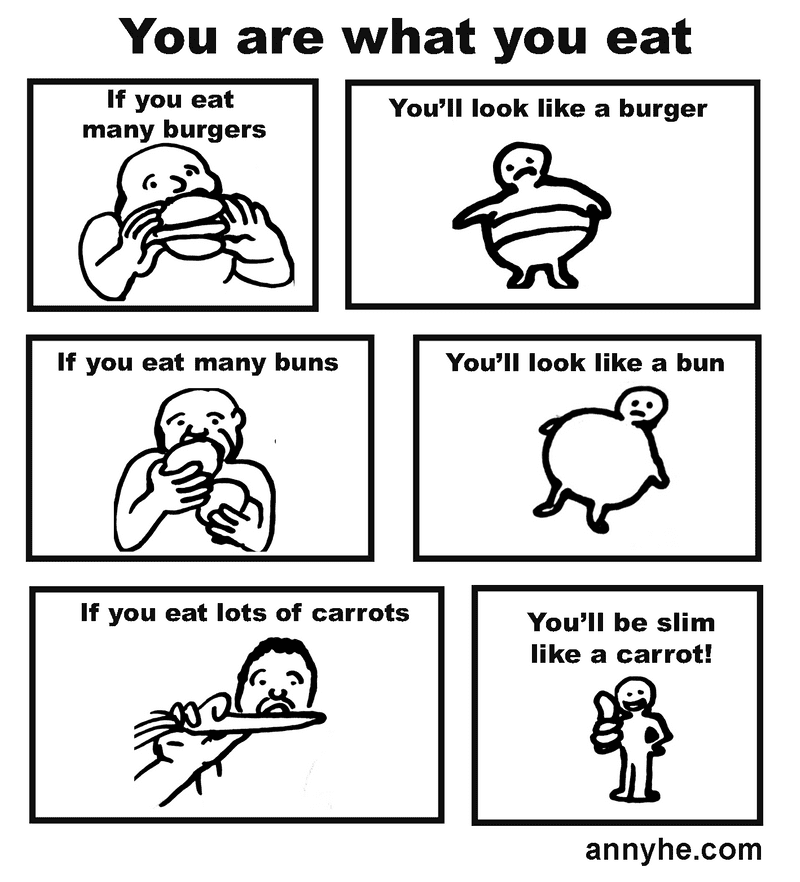 You are what you eat
If you eat
many burgers
You'll look like a burger
If you eat many buns
You'll look like a bun
If you eat lots of carrots
You'll be slim
like a carrot!
annyhe.com